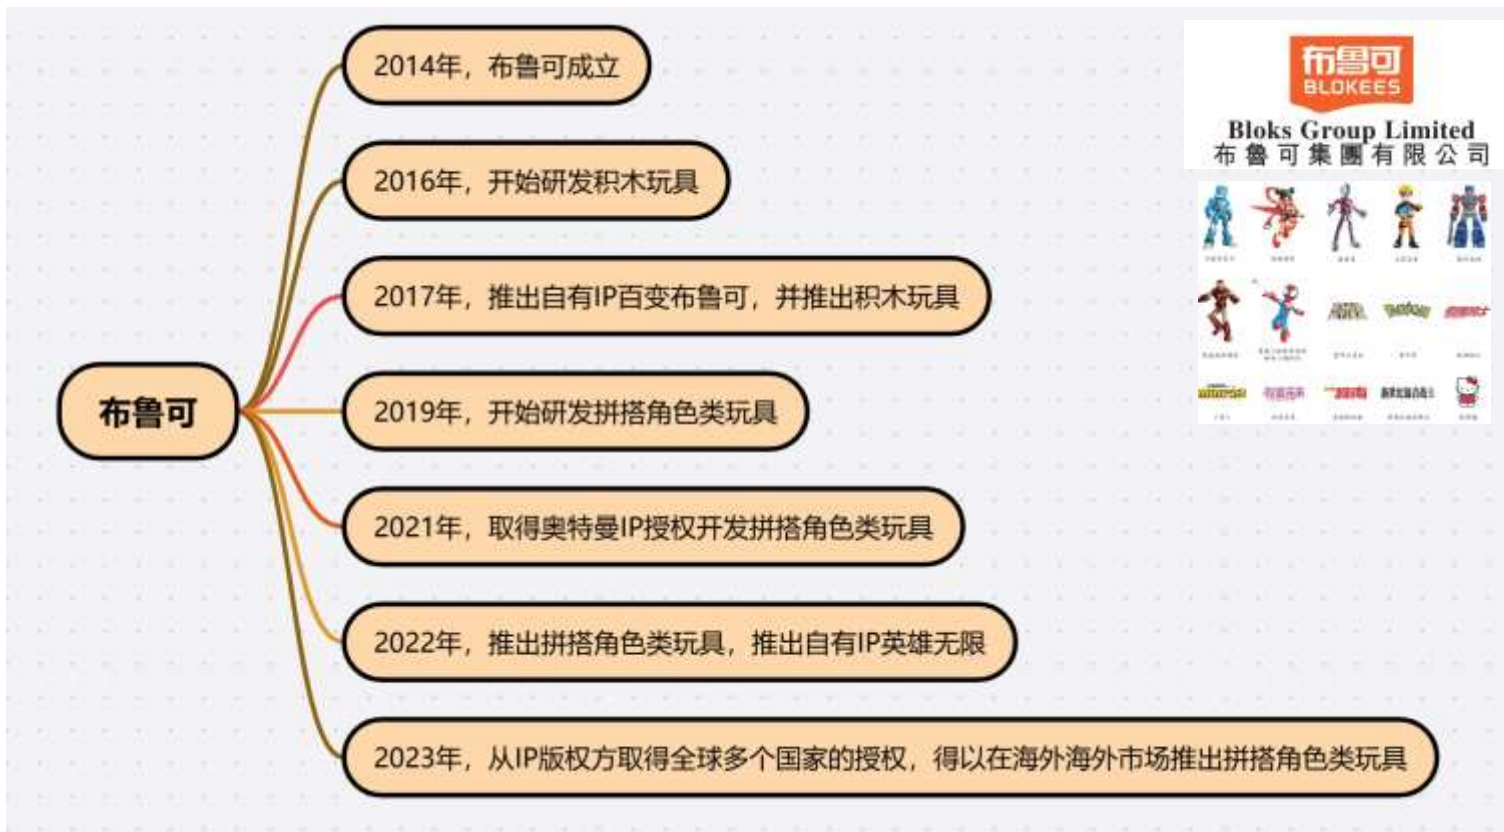 2014年，布鲁可成立
2016年，开始研发积木玩具
2017年，推出自有IP百变布鲁可，并推出积木玩具
布鲁可
2019年，开始研发拼搭角色类玩具
2021年，取得奥特曼IP授权开发拼搭角色类玩具
2022年，推出拼搭角色类玩具，推出自有IP英雄无限
2023年，从IP版权方取得全球多个国家的授权，得以在海外海外市场推出拼搭角色类玩具
布鲁可
BLOKEES
Bloks Group Limited
布魯可集團有限公司